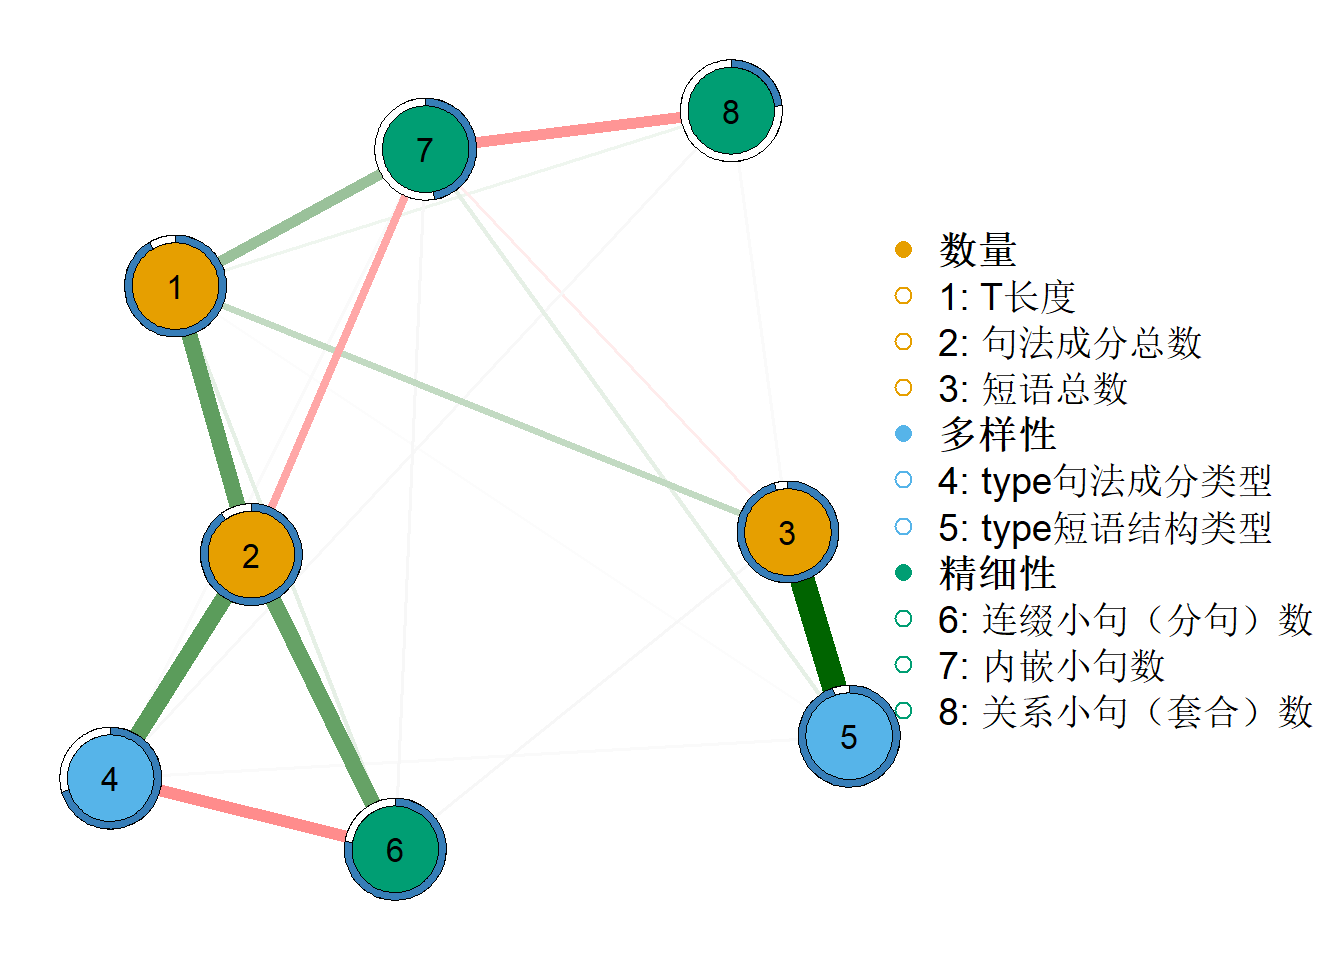 8
7
1
2
3
4
5
6
数量
1: T长度
2: 句法成分总数
3: 短语总数
多样性
4: type句法成分类型
5: type短语结构类型
精细性
6: 连缀小句（分句）数
7: 内嵌小句数
8: 关系小句（套合）数